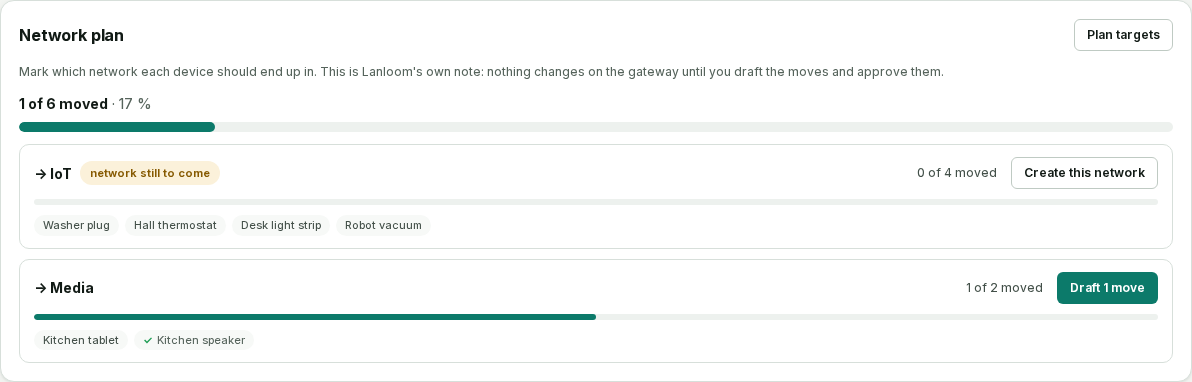 Network plan
Plan targets
Mark which network each device should end up in. This is Lanloom's own note: nothing changes on the gateway until you draft the moves and approve them.
1 of 6 moved · 17 %
→ IoT network still to come 0 of 4 moved Create this network
Washer plug Hall thermostat Desk light strip Robot vacuum
→ Media 1 of 2 moved Draft 1 move
Kitchen tablet ✓ Kitchen speaker